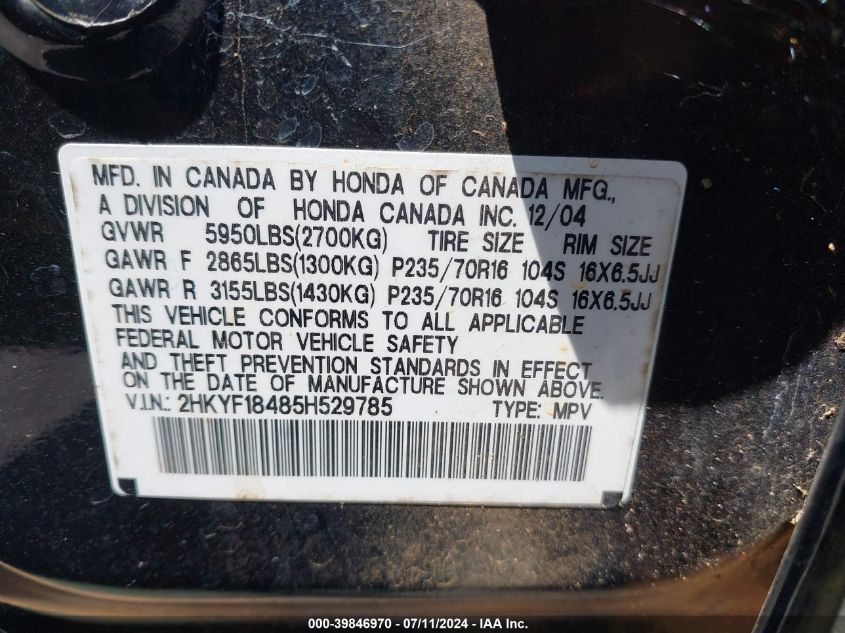 MFD. IN CANADA BY HONDA OF CANADA MFG.,
A DIVISION OF HONDA CANADA INC. 12/04
GVWR 5950LBS(2700KG) TIRE SIZE RIM SIZE
GAWR F 2865LBS(1300KG) P235/70R16 104S 16X6.5JJ
GAWR R 3155LBS(1430KG) P235/70R16 104S 16X6.5JJ
THIS VEHICLE CONFORMS TO ALL APPLICABLE
FEDERAL MOTOR VEHICLE SAFETY
AND THEFT PREVENTION STANDARDS IN EFFECT
ON THE DATE OF MANUFACTURE SHOWN ABOVE.
V.I.N.: 2HKYF18485H529785 TYPE: MPV
000-39846970 / 07/11/2024 - IAA Inc.